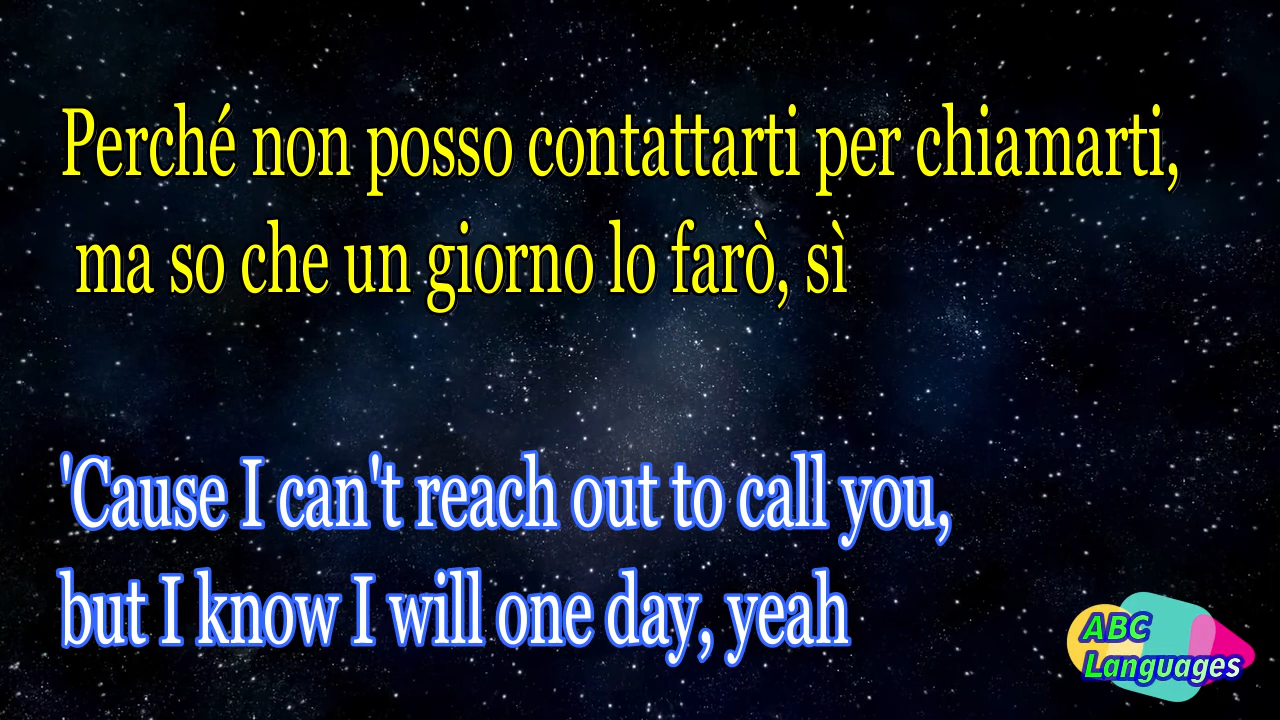 Perché non posso contattarti per chiamarti,
ma so che un giorno lo farò, sì
'Cause I can't reach out to call you,
but I know I will one day, yeah
ABC
Languages